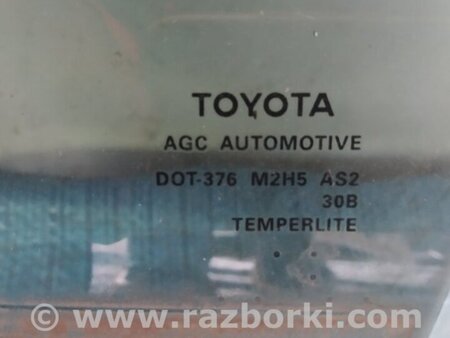 TOYOTA
AGC AUTOMOTIVE
DOT-376 M2H5 AS2
30B
TEMPERLITE
© www.razborki.com